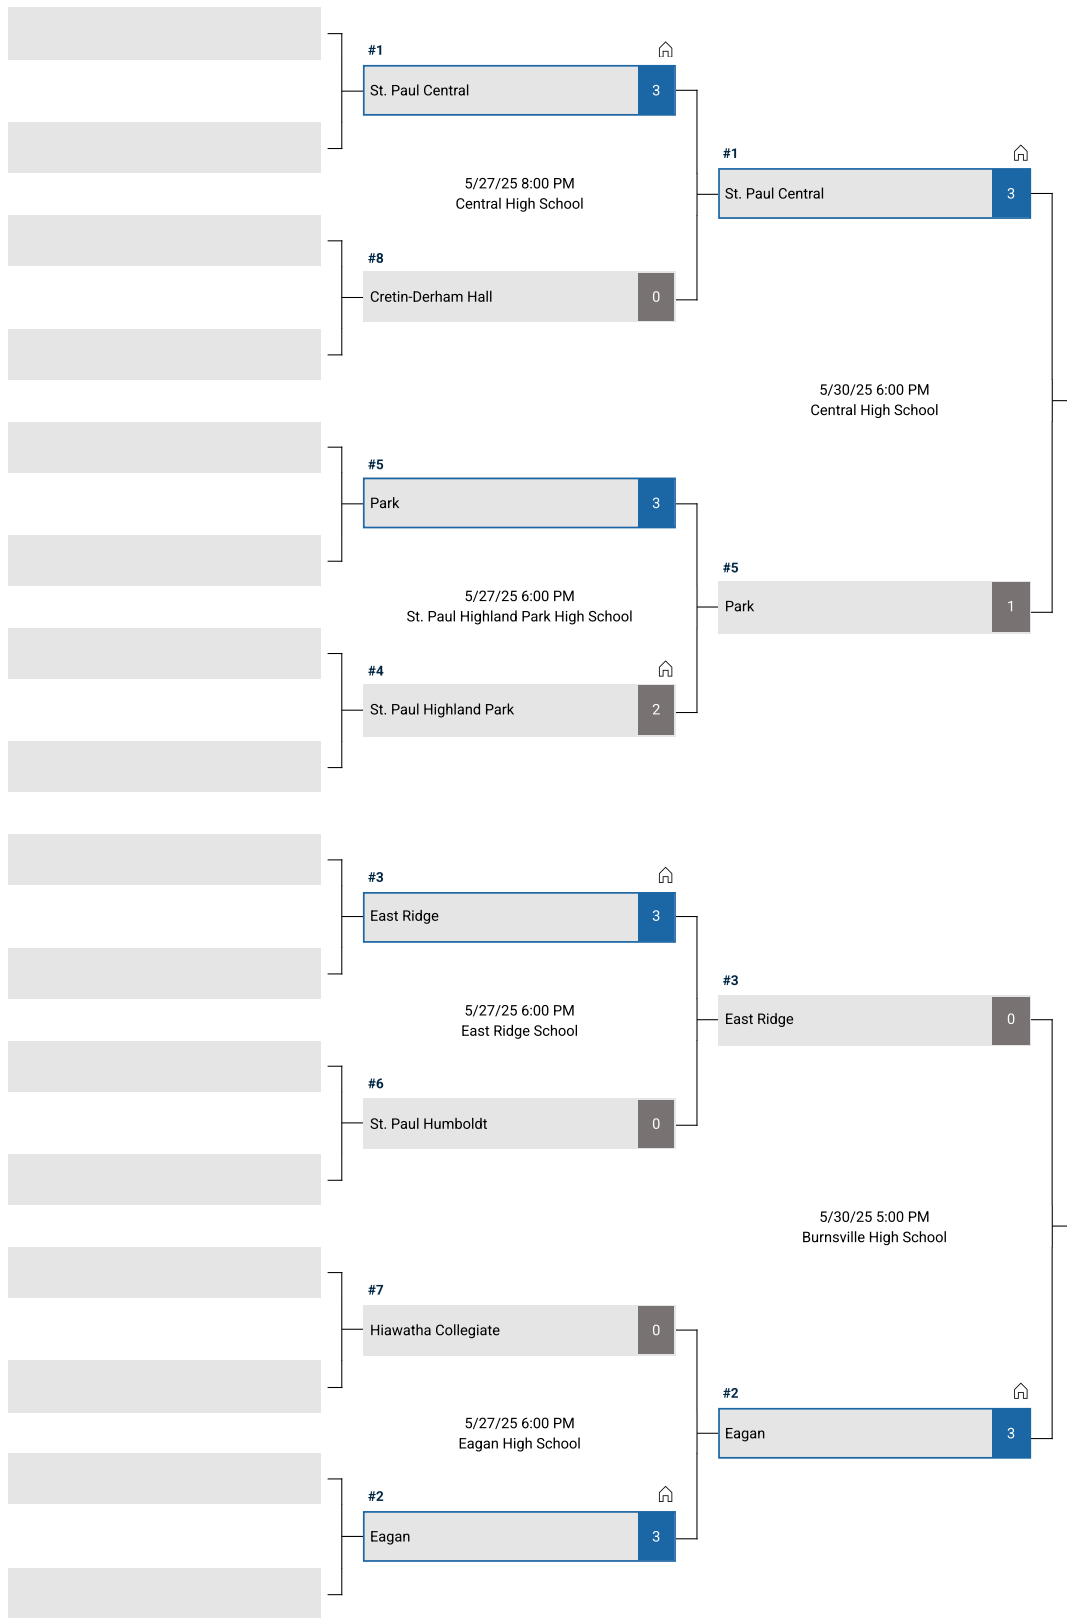 #1
St. Paul Central 3
5/27/25 8:00 PM
Central High School
#8
Cretin-Derham Hall 0
#1
St. Paul Central 3
5/30/25 6:00 PM
Central High School
#5
Park 3
5/27/25 6:00 PM
St. Paul Highland Park High School
#4
St. Paul Highland Park 2
#5
Park 1
#3
East Ridge 3
5/27/25 6:00 PM
East Ridge School
#6
St. Paul Humboldt 0
#3
East Ridge 0
5/30/25 5:00 PM
Burnsville High School
#7
Hiawatha Collegiate 0
5/27/25 6:00 PM
Eagan High School
#2
Eagan 3
#2
Eagan 3